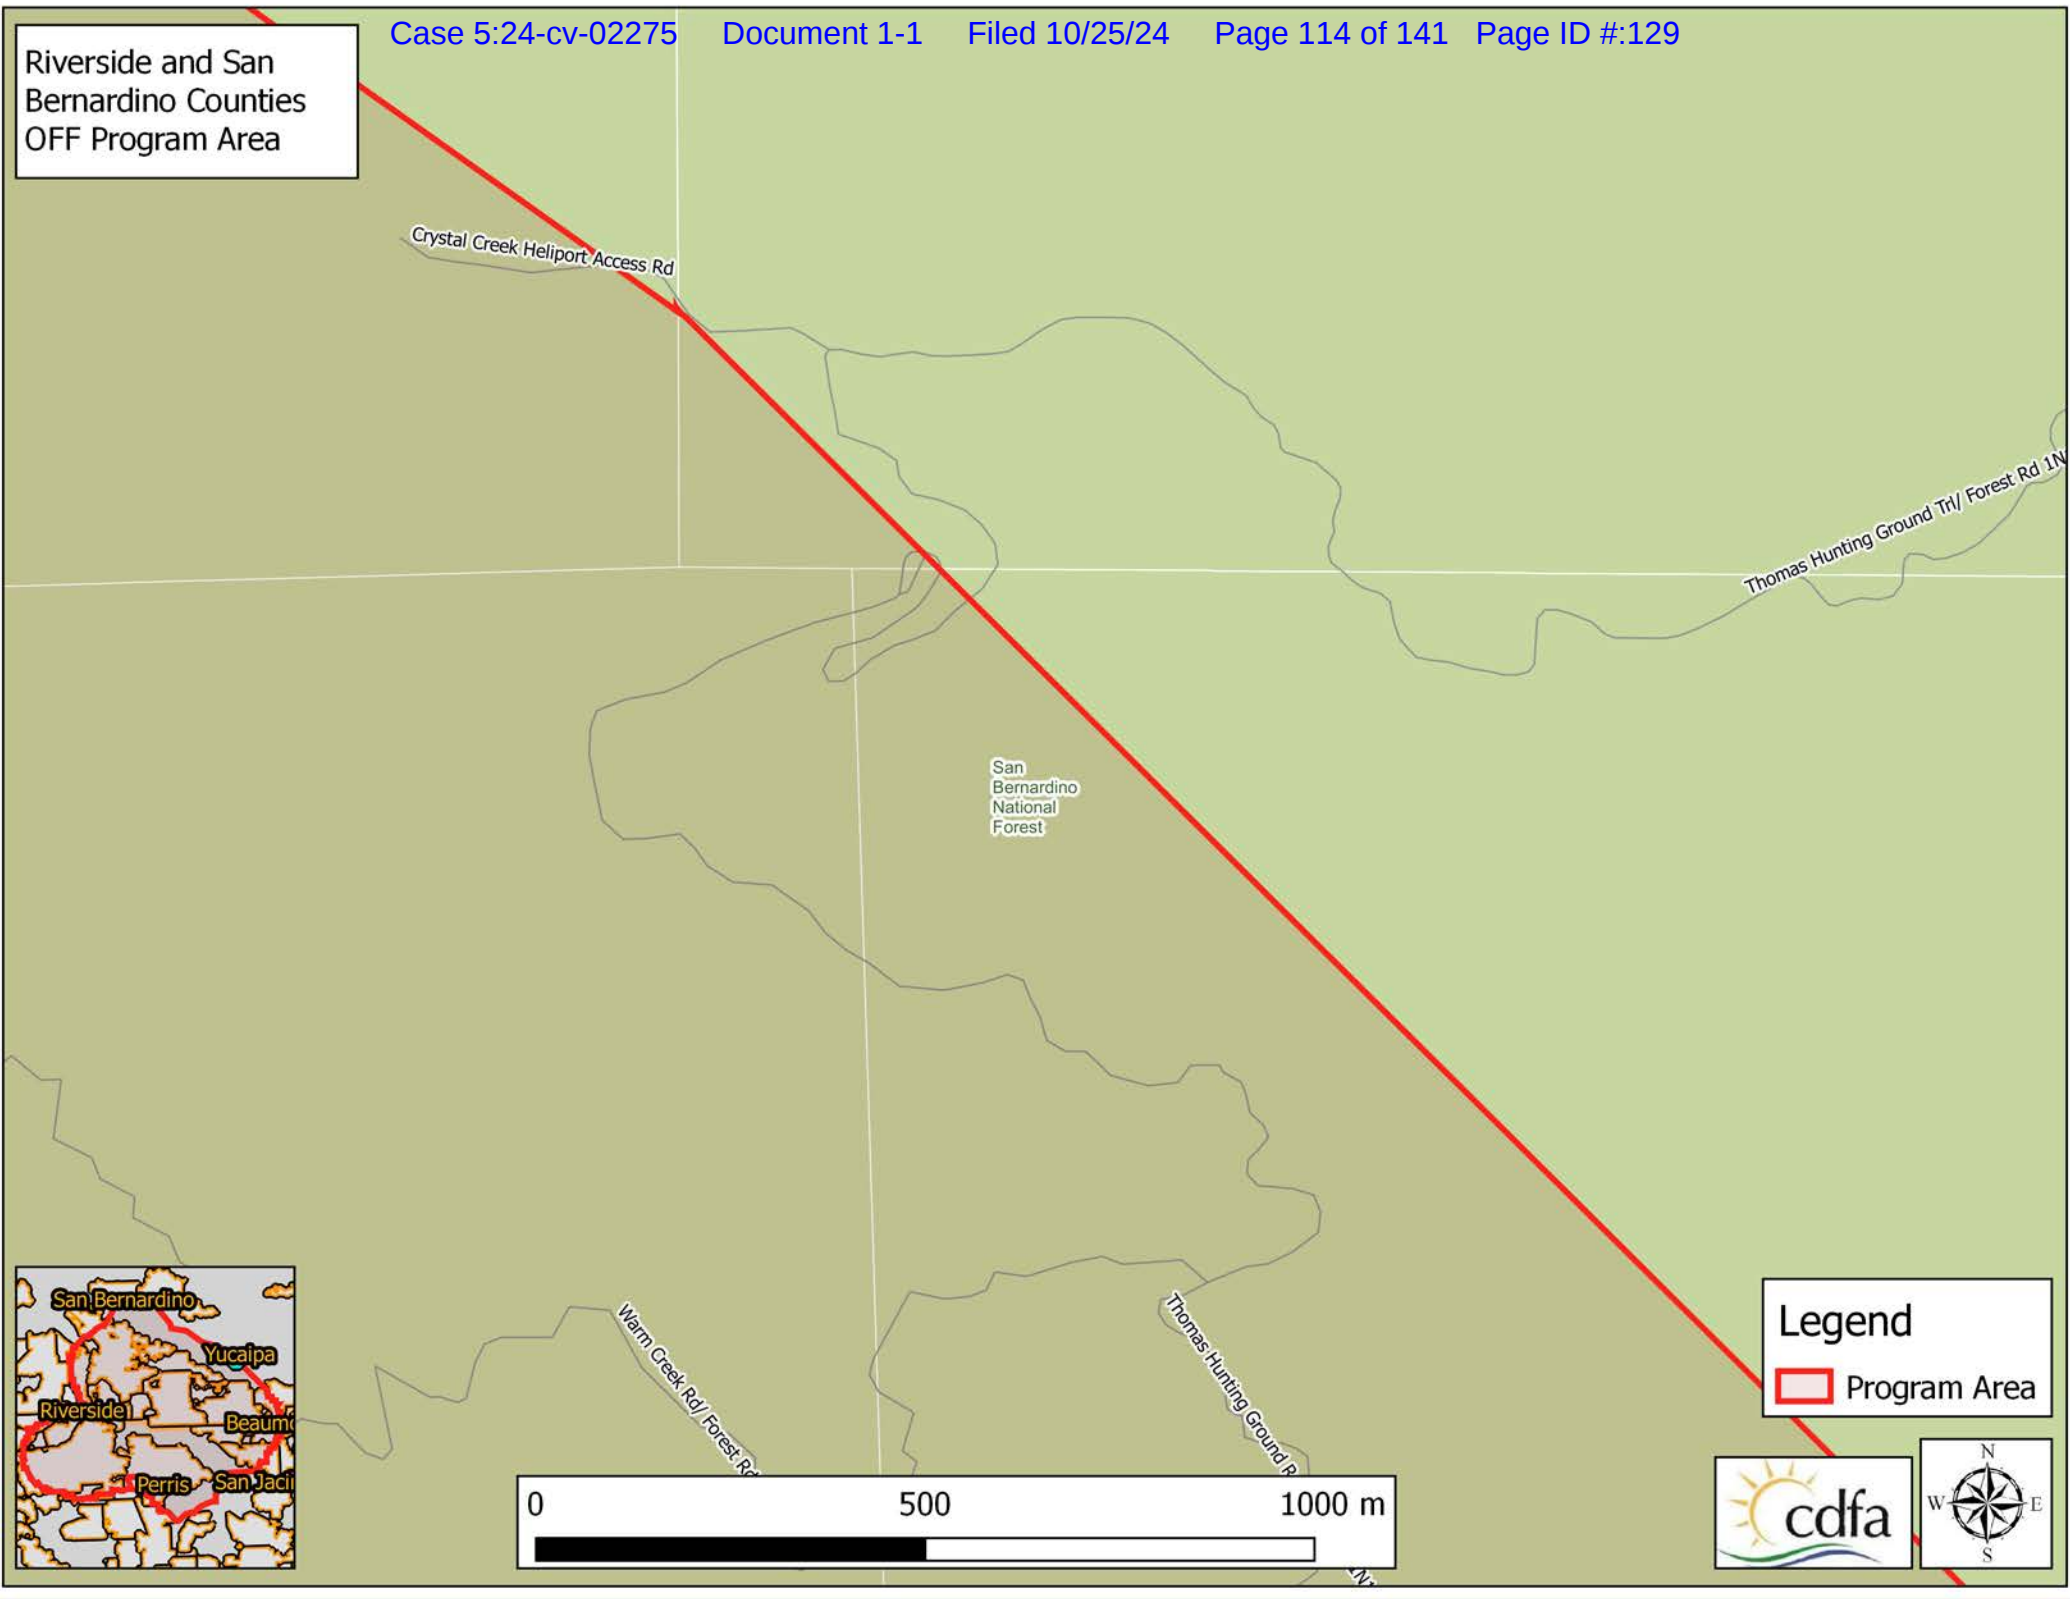 Case 5:24-cv-02275 Document 1-1 Filed 10/25/24 Page 114 of 141 Page ID #:129
Riverside and San
Bernardino Counties
OFF Program Area
Crystal Creek Heliport Access Rd
Thomas Hunting Ground Trl/ Forest Rd 1N
San
Bernardino
National
Forest
Warm Creek Rd/ Forest Rd
Thomas Hunting Ground R
San Bernardino
Yucaipa
Riverside
Beaumo
Perris
San Jaci
0 500 1000 m
Legend
Program Area
cdfa
N
W E
S